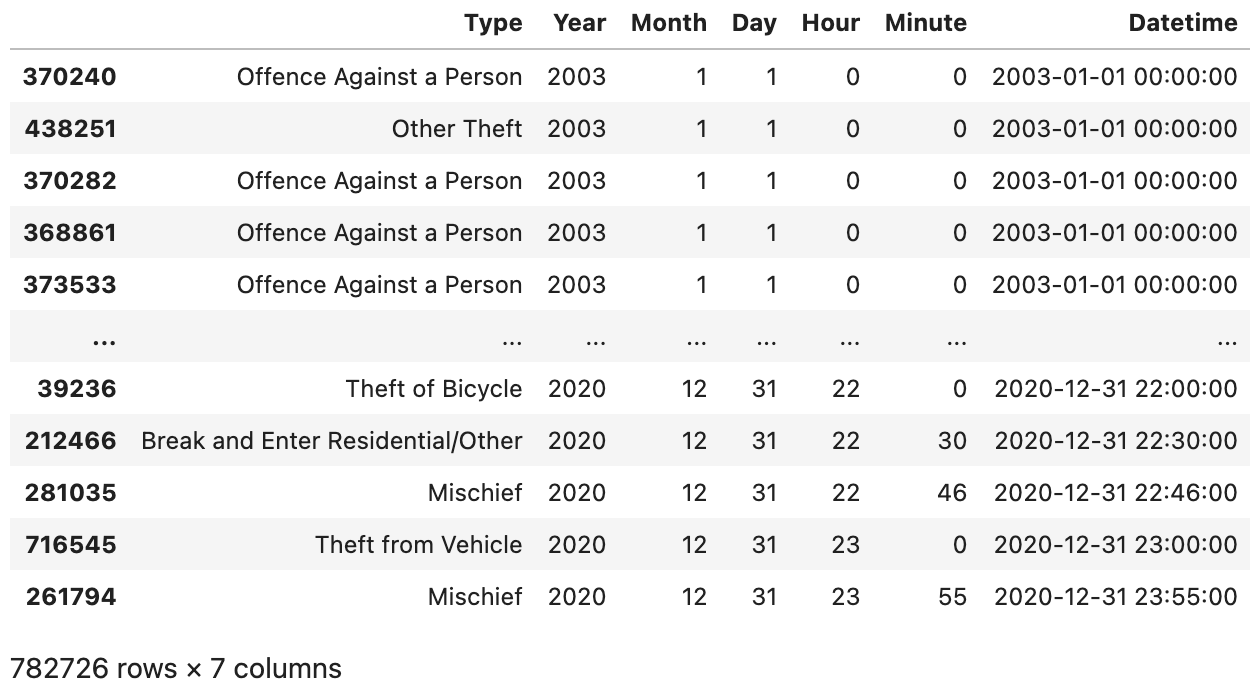 Type Year Month Day Hour Minute Datetime
370240 Offence Against a Person 2003 1 1 0 0 2003-01-01 00:00:00
438251 Other Theft 2003 1 1 0 0 2003-01-01 00:00:00
370282 Offence Against a Person 2003 1 1 0 0 2003-01-01 00:00:00
368861 Offence Against a Person 2003 1 1 0 0 2003-01-01 00:00:00
373533 Offence Against a Person 2003 1 1 0 0 2003-01-01 00:00:00
... ... ... ... ... ... ... ...
39236 Theft of Bicycle 2020 12 31 22 0 2020-12-31 22:00:00
212466 Break and Enter Residential/Other 2020 12 31 22 30 2020-12-31 22:30:00
281035 Mischief 2020 12 31 22 46 2020-12-31 22:46:00
716545 Theft from Vehicle 2020 12 31 23 0 2020-12-31 23:00:00
261794 Mischief 2020 12 31 23 55 2020-12-31 23:55:00
782726 rows × 7 columns